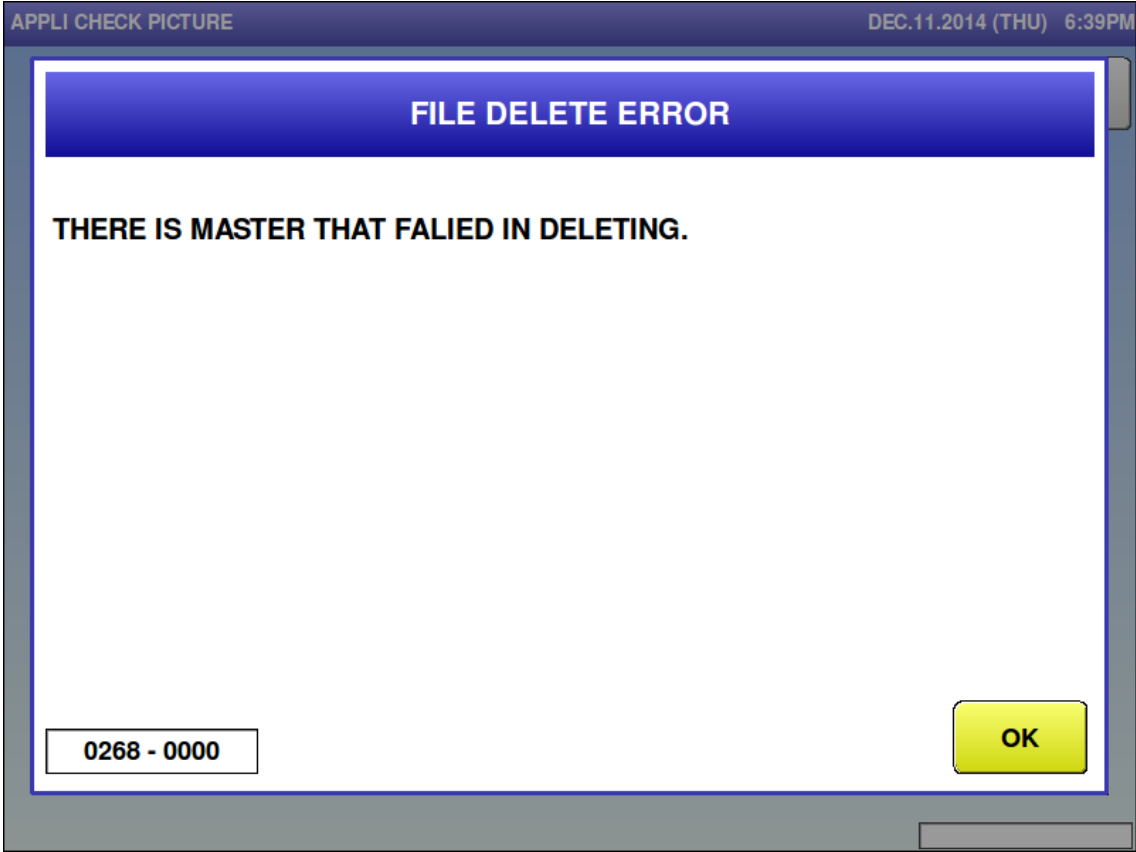 APPLI CHECK PICTURE DEC.11.2014 (THU) 6:39PM
FILE DELETE ERROR
THERE IS MASTER THAT FALIED IN DELETING.
0268 - 0000
OK